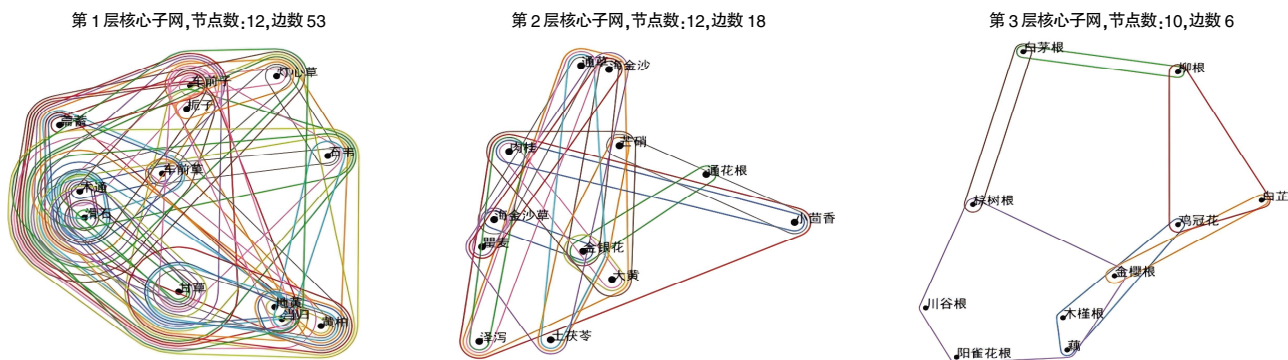 第1层核心子网,节点数:12,边数53
第2层核心子网,节点数:12,边数18
第3层核心子网,节点数:10,边数6
灯心草
车前子
栀子
萹蓄
石韦
车前草
木通
滑石
甘草
地黄
当归
黄柏
通草
海金沙
肉桂
芒硝
通花根
海金沙草
瞿麦
小茴香
金银花
大黄
泽泻
土茯苓
白茅根
柳根
棕树根
白芷
鸡冠花
金樱根
川谷根
木槿根
阳雀花根
藕